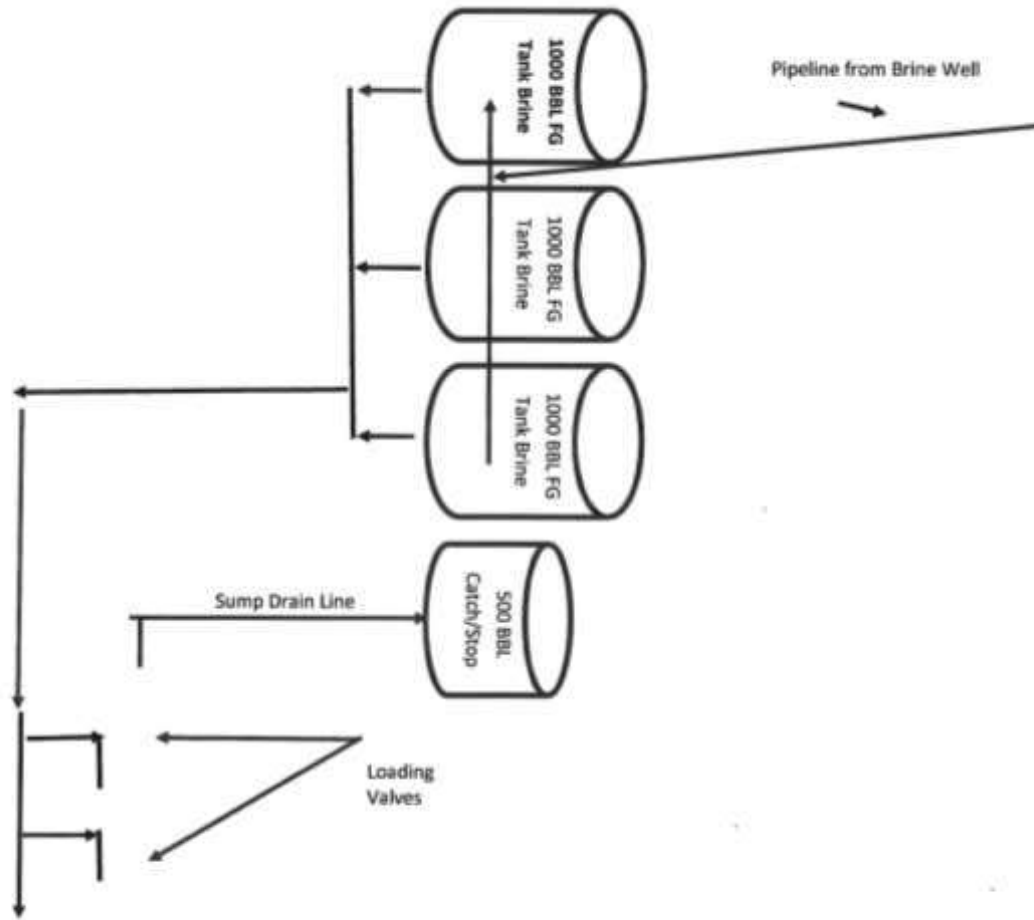 Pipeline from Brine Well
1000 BBL FG
Tank Brine
1000 BBL FG
Tank Brine
1000 BBL FG
Tank Brine
500 BBL
Catch/Stop
Sump Drain Line
Loading
Valves